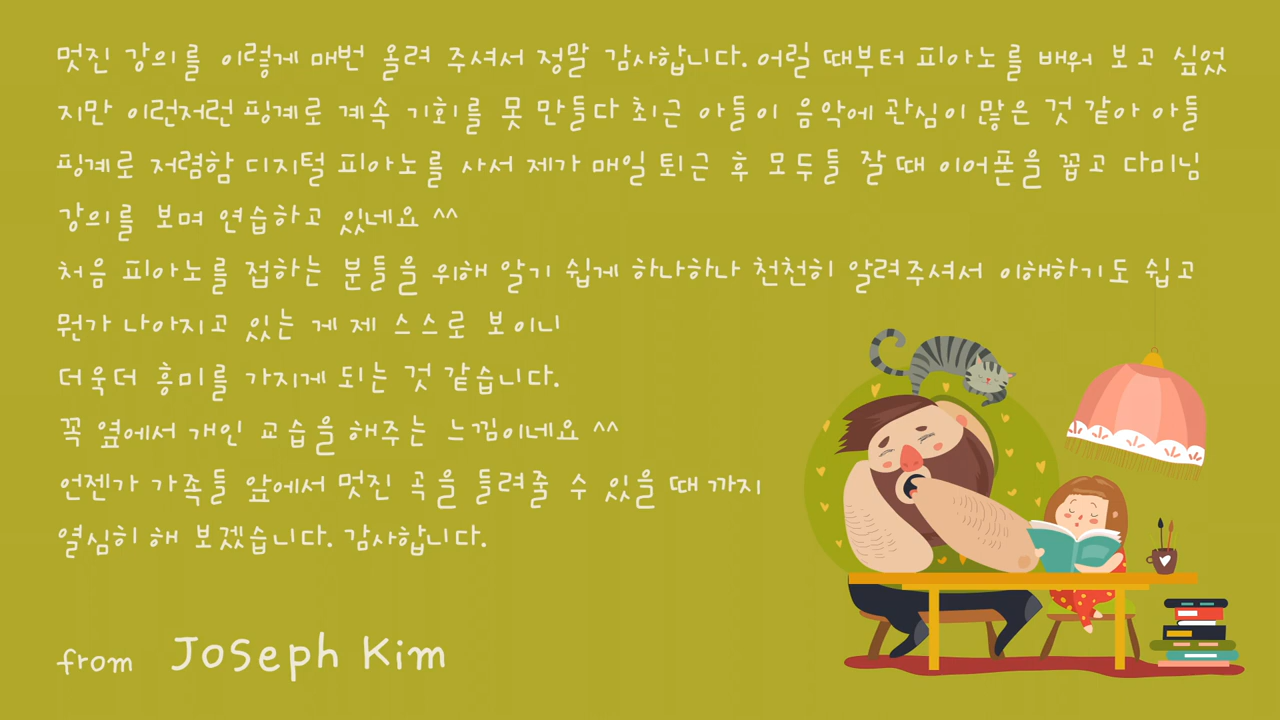 멋진 강의를 이렇게 매번 올려 주셔서 정말 감사합니다. 어릴 때부터 피아노를 배워 보고 싶었
지만 이런저런 핑계로 계속 기회를 못 만들다 최근 아들이 음악에 관심이 많은 것 같아 아들
핑계로 저렴함 디지털 피아노를 사서 제가 매일 퇴근 후 모두들 잘 때 이어폰을 꼽고 다미님
강의를 보며 연습하고 있네요 ^^
처음 피아노를 접하는 분들을 위해 알기 쉽게 하나하나 천천히 알려주셔서 이해하기도 쉽고
뭔가 나아지고 있는 게 제 스스로 보이니
더욱더 흥미를 가지게 되는 것 같습니다.
꼭 옆에서 개인 교습을 해주는 느낌이네요 ^^
언젠가 가족들 앞에서 멋진 곡을 들려줄 수 있을 때 까지
열심히 해 보겠습니다. 감사합니다.
from Joseph Kim